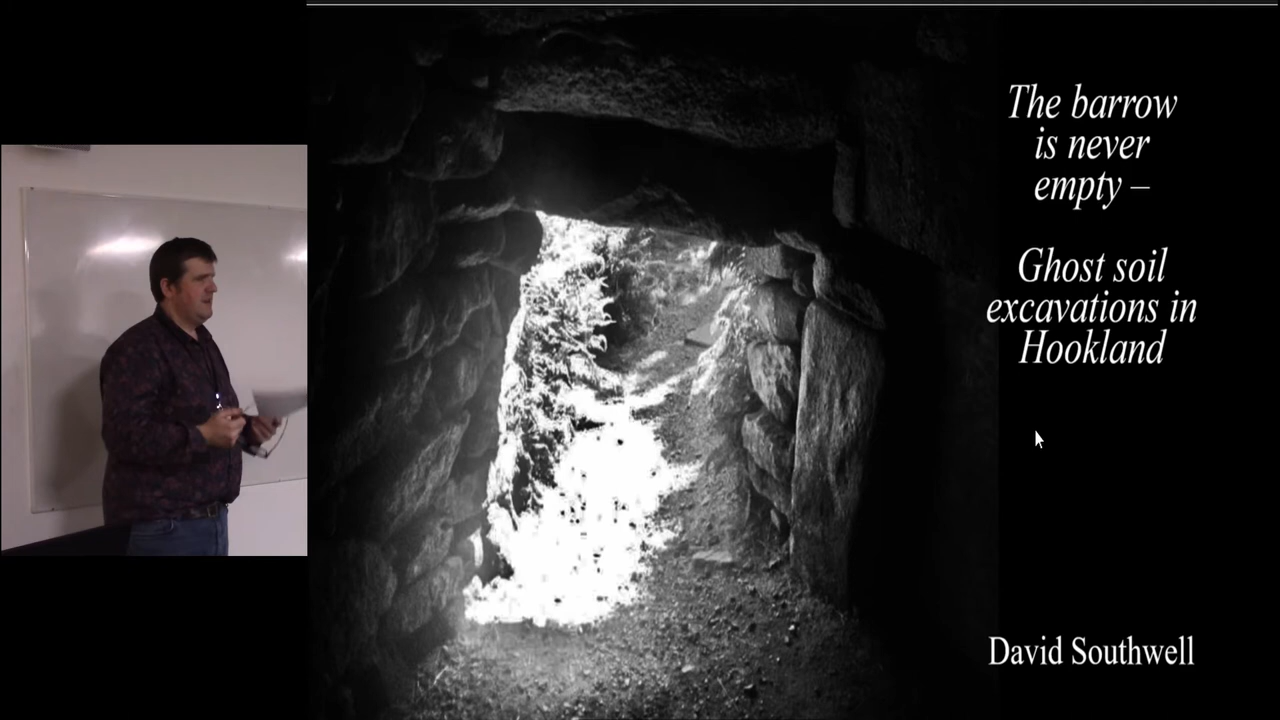 The barrow
is never
empty –
Ghost soil
excavations in
Hookland
David Southwell